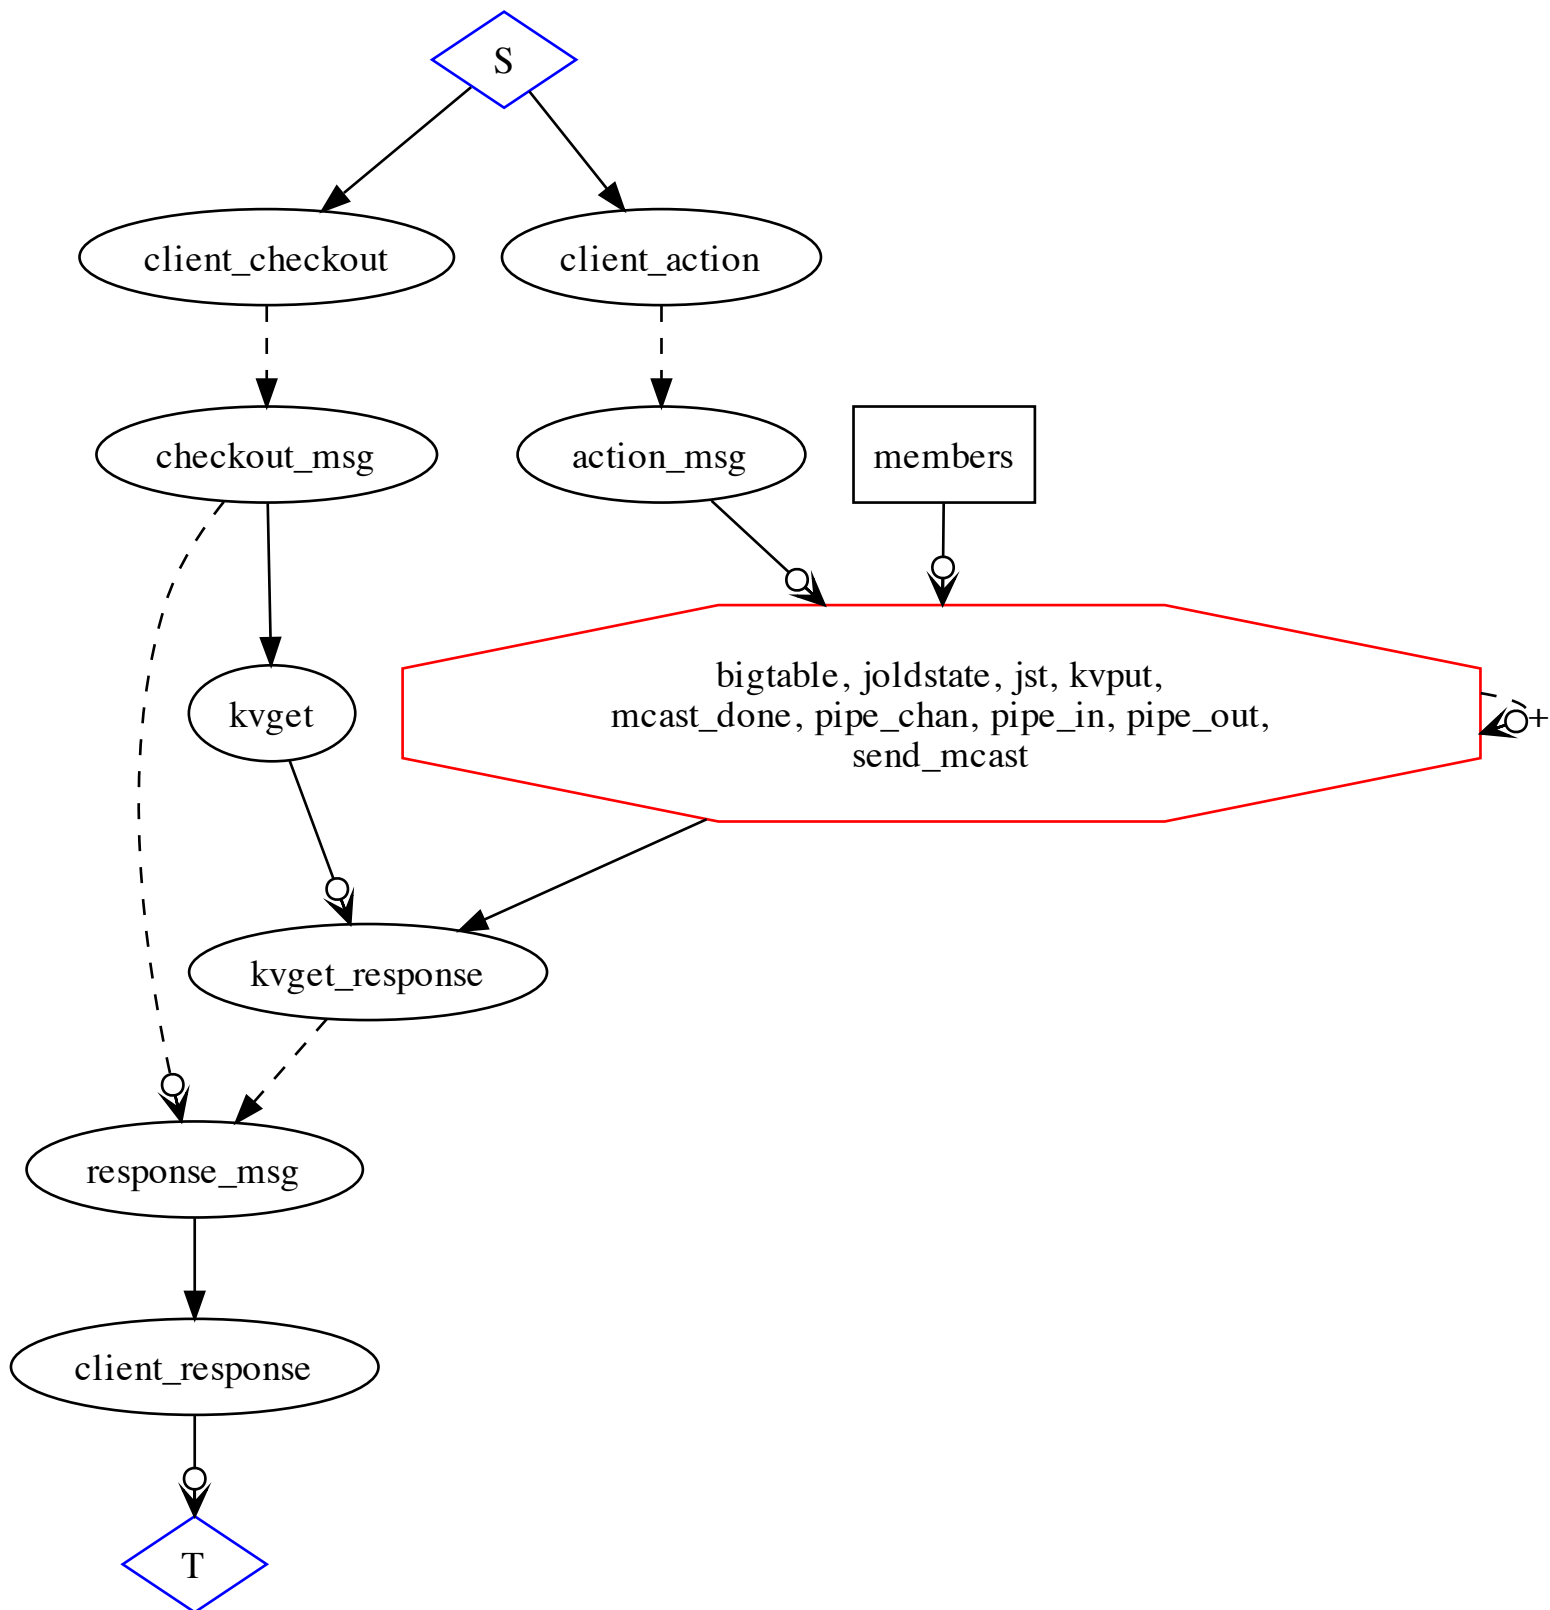 S
client_checkout
client_action
checkout_msg
action_msg
members
kvget
bigtable, joldstate, jst, kvput,
mcast_done, pipe_chan, pipe_in, pipe_out,
send_mcast
+
kvget_response
response_msg
client_response
T